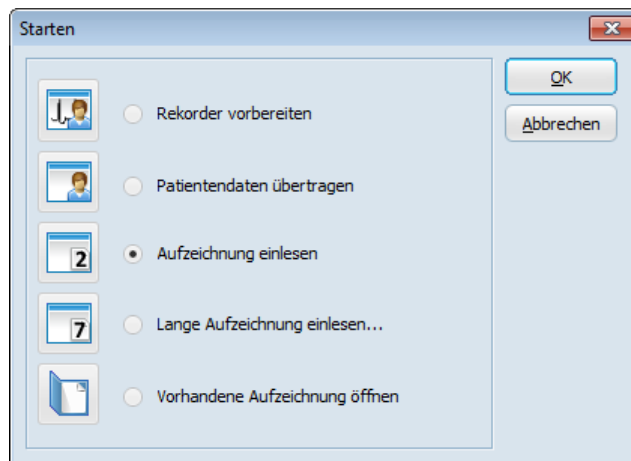 Starten
Rekorder vorbereiten
Patientendaten übertragen
2
Aufzeichnung einlesen
7
Lange Aufzeichnung einlesen...
Vorhandene Aufzeichnung öffnen
OK
Abbrechen